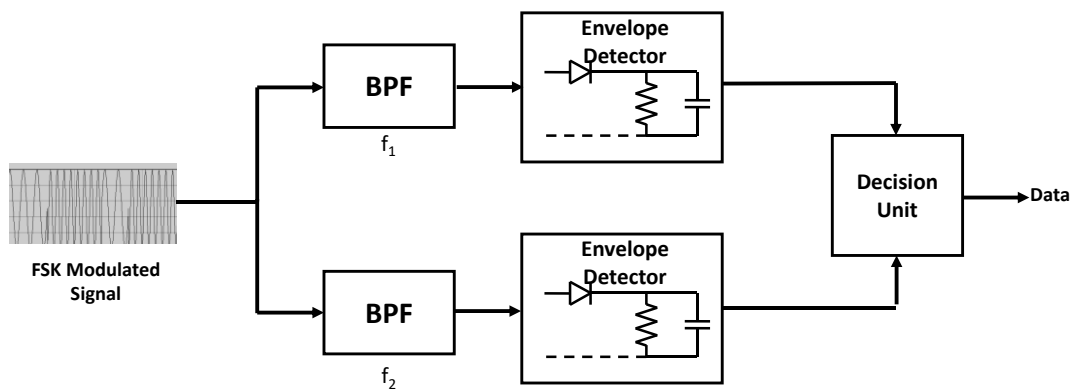 Envelope
Detector
BPF
f1
FSK Modulated
Signal
Decision
Unit
Data
Envelope
Detector
BPF
f2